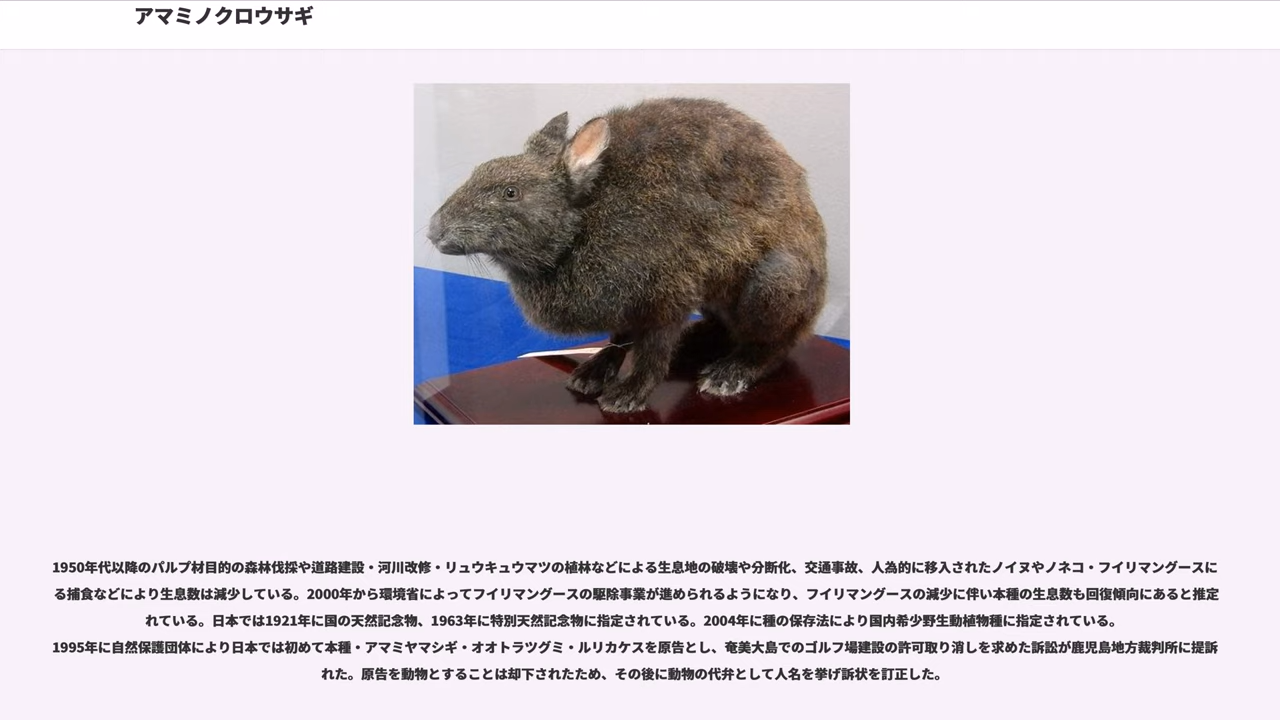 アマミノクロウサギ
1950年代以降のパルプ材目的の森林伐採や道路建設・河川改修・リュウキュウマツの植林などによる生息地の破壊や分断化、交通事故、人為的に移入されたノイヌやノネコ・フイリマングースに
る捕食などにより生息数は減少している。2000年から環境省によってフイリマングースの駆除事業が進められるようになり、フイリマングースの減少に伴い本種の生息数も回復傾向にあると推定
れている。日本では1921年に国の天然記念物、1963年に特別天然記念物に指定されている。2004年に種の保存法により国内希少野生動植物種に指定されている。
1995年に自然保護団体により日本では初めて本種・アマミヤマシギ・オオトラツグミ・ルリカケスを原告とし、奄美大島でのゴルフ場建設の許可取り消しを求めた訴訟が鹿児島地方裁判所に提訴
れた。原告を動物とすることは却下されたため、その後に動物の代弁として人名を挙げ訴状を訂正した。